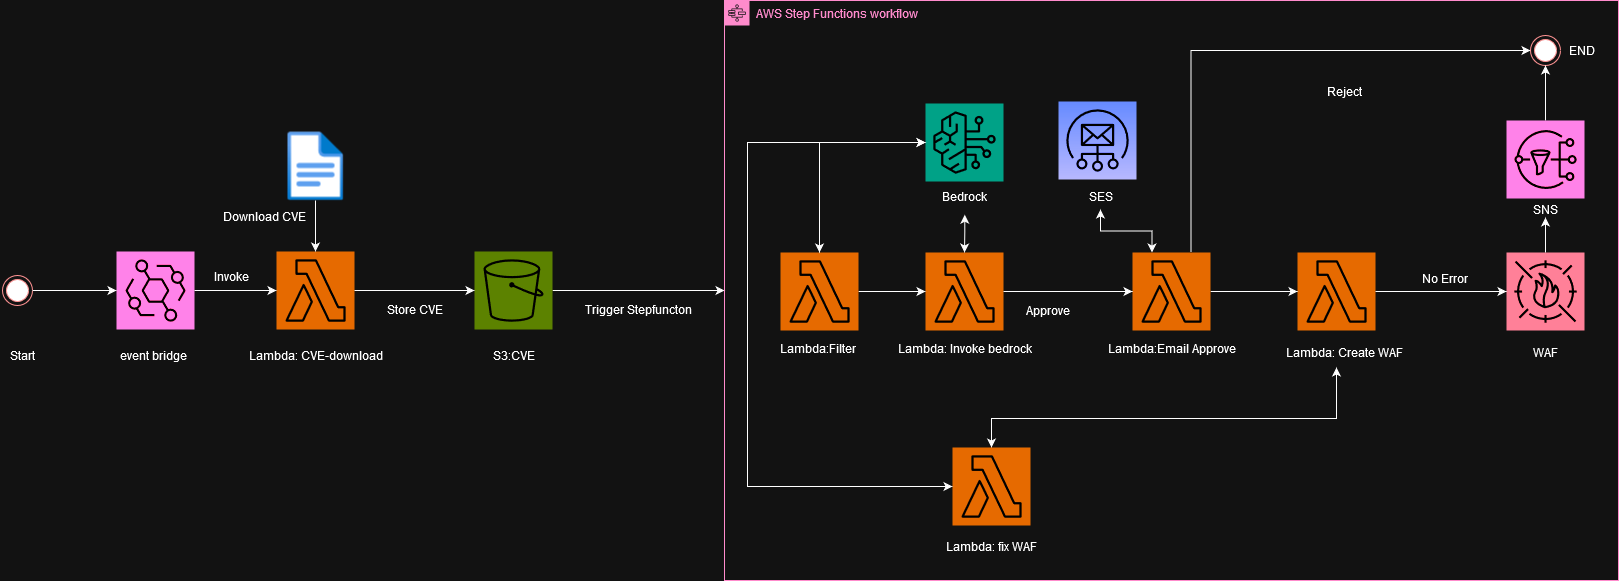 AWS Step Functions workflow
END
Reject
Bedrock
SES
SNS
Download CVE
Invoke
Store CVE
Trigger Stepfuncton
Approve
No Error
Start
event bridge
Lambda: CVE-download
S3:CVE
Lambda:Filter
Lambda: Invoke bedrock
Lambda:Email Approve
Lambda: Create WAF
WAF
Lambda: fix WAF